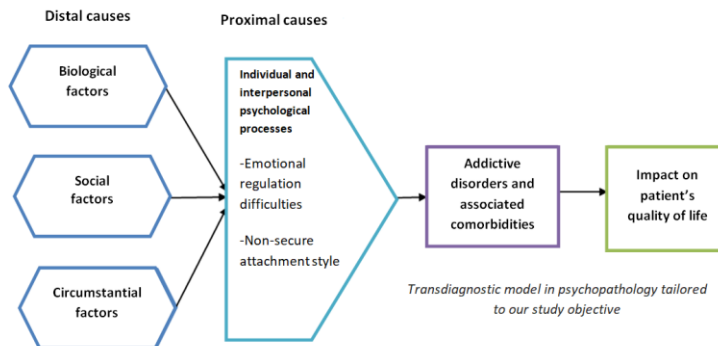 Distal causes
Proximal causes
Biological
factors
Social
factors
Circumstantial
factors
Individual and
interpersonal
psychological
processes
-Emotional
regulation
difficulties
-Non-secure
attachment style
Addictive
disorders and
associated
comorbidities
Impact on
patient's
quality of life
Transdiagnostic model in psychopathology tailored
to our study objective